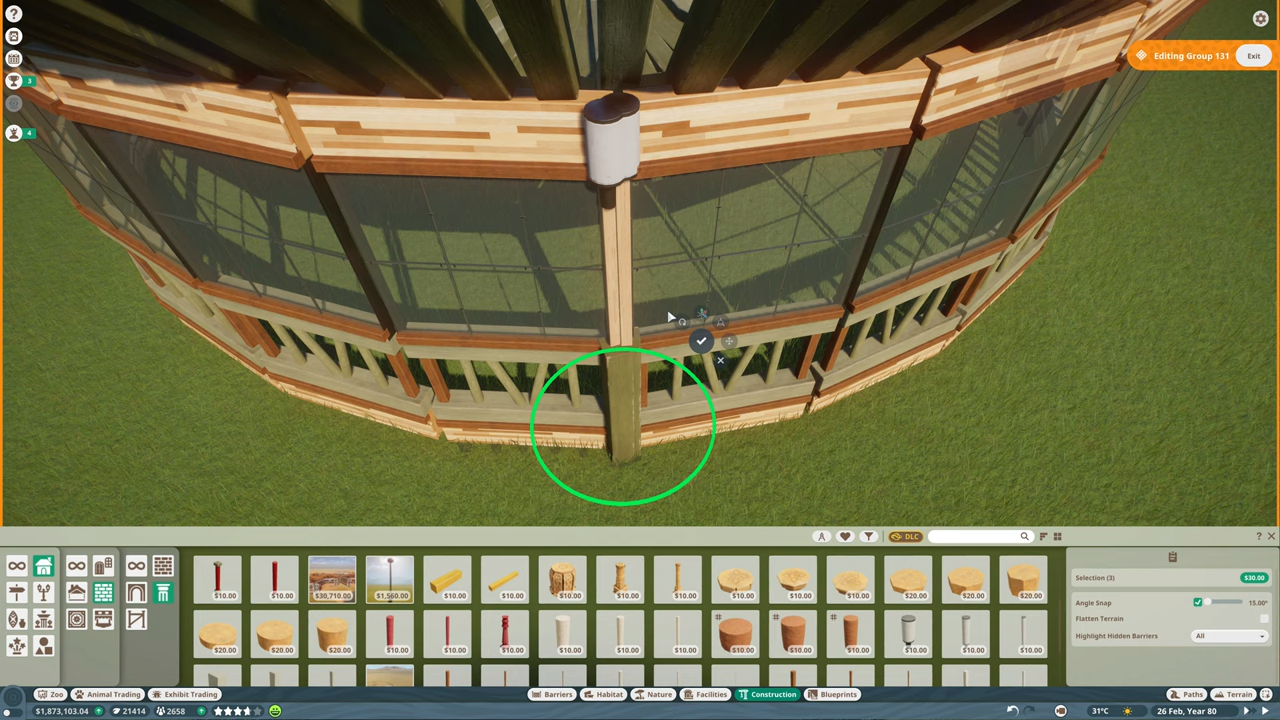 ?
3
4
Editing Group 131
Exit
DLC
?
$10.00
$10.00
$30,710.00
$1,560.00
$10.00
$10.00
$10.00
$10.00
$10.00
$10.00
$10.00
$10.00
$20.00
$20.00
$20.00
$20.00
$20.00
$20.00
$10.00
$10.00
$10.00
$10.00
$10.00
$10.00
$10.00
$10.00
$10.00
$10.00
$10.00
$10.00
Selection (3)
$30.00
Angle Snap
15.00°
Flatten Terrain
Highlight Hidden Barriers
All
Zoo
Animal Trading
Exhibit Trading
Barriers
Habitat
Nature
Facilities
Construction
Blueprints
Paths
Terrain
$1,873,103.04
21414
2658
31°C
26 Feb, Year 80